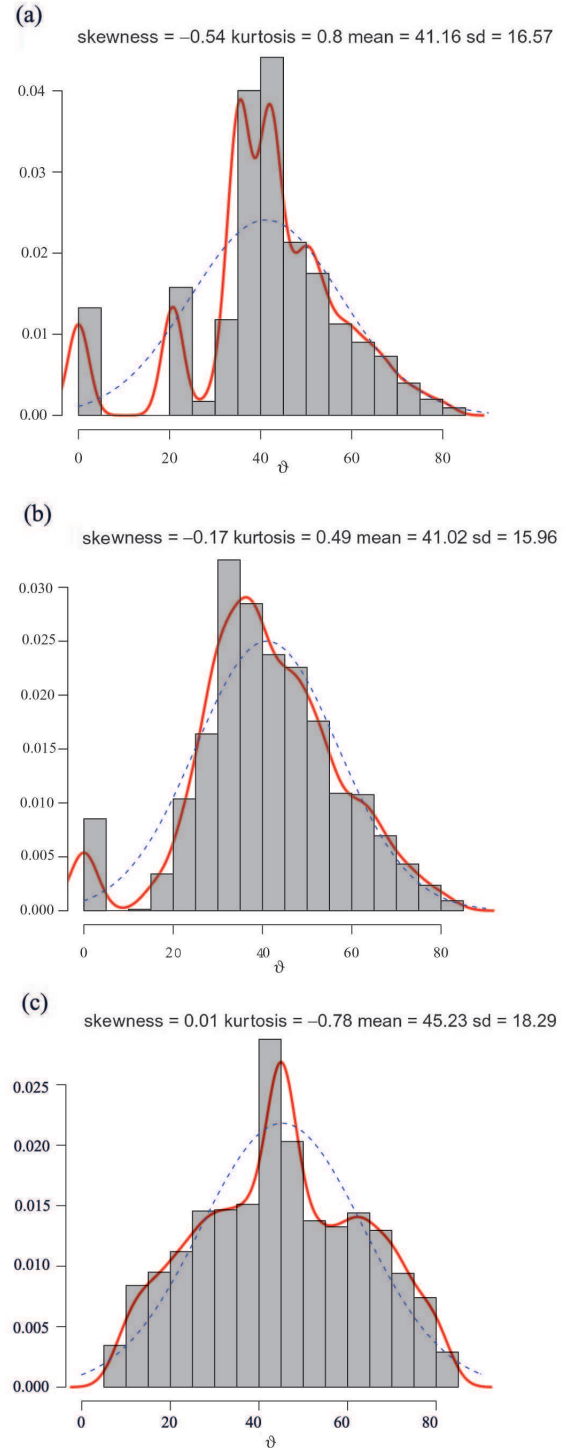 (a)
skewness = −0.54 kurtosis = 0.8 mean = 41.16 sd = 16.57
0.04
0.03
0.02
0.01
0.00
0 20 40 60 80
ϑ
(b)
skewness = −0.17 kurtosis = 0.49 mean = 41.02 sd = 15.96
0.030
0.025
0.020
0.015
0.010
0.005
0.000
0 20 40 60 80
ϑ
(c)
skewness = 0.01 kurtosis = −0.78 mean = 45.23 sd = 18.29
0.025
0.020
0.015
0.010
0.005
0.000
0 20 40 60 80
ϑ